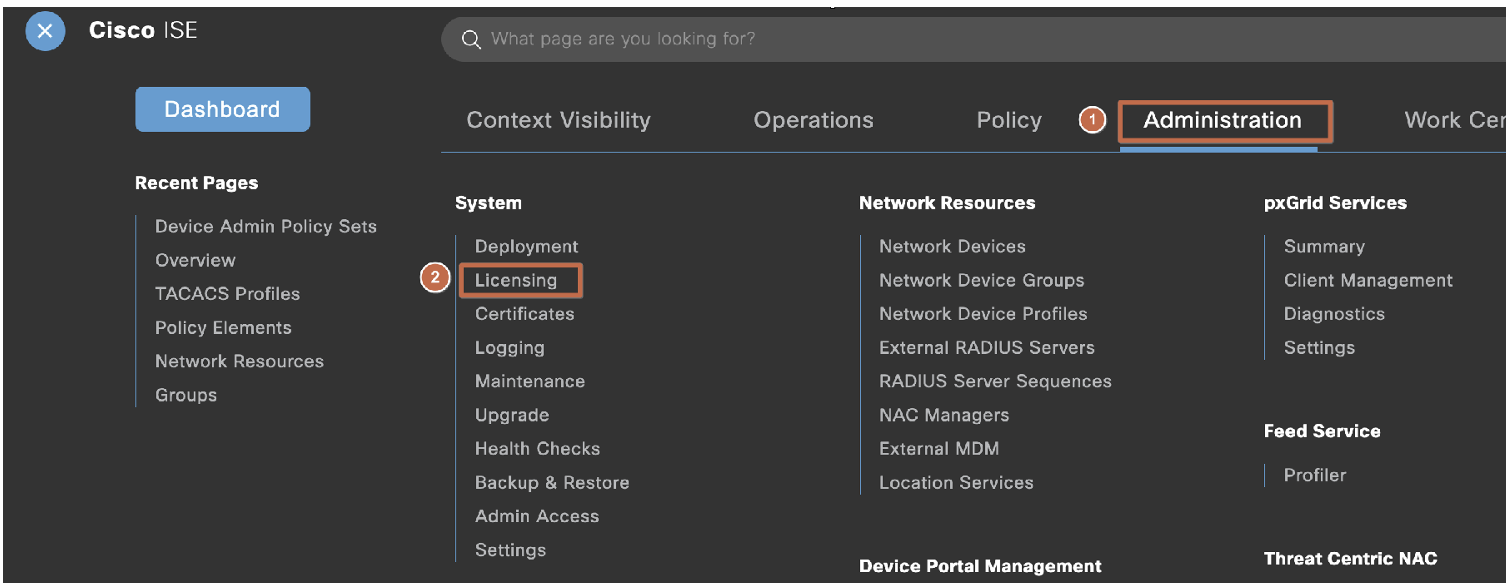 Cisco ISE
What page are you looking for?
Dashboard
Context Visibility
Operations
Policy
1
Administration
Work Cen
Recent Pages
Device Admin Policy Sets
Overview
TACACS Profiles
Policy Elements
Network Resources
Groups
System
Deployment
2
Licensing
Certificates
Logging
Maintenance
Upgrade
Health Checks
Backup & Restore
Admin Access
Settings
Network Resources
Network Devices
Network Device Groups
Network Device Profiles
External RADIUS Servers
RADIUS Server Sequences
NAC Managers
External MDM
Location Services
Device Portal Management
pxGrid Services
Summary
Client Management
Diagnostics
Settings
Feed Service
Profiler
Threat Centric NAC